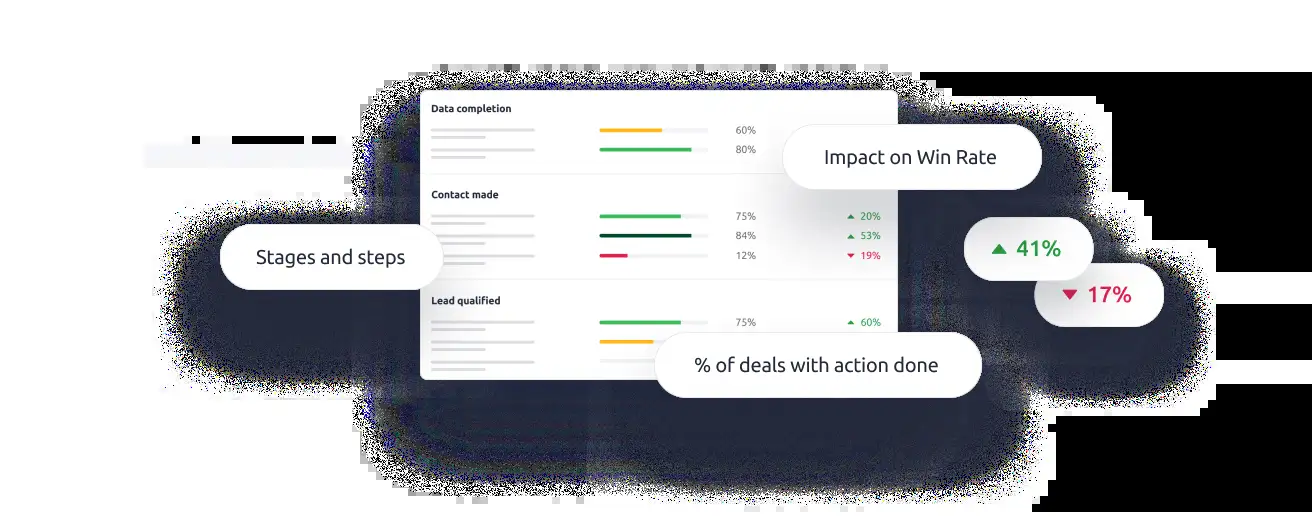 Data completion
60%
80%
Impact on Win Rate
Contact made
75% ▲ 20%
84% ▲ 53%
12% ▼ 19%
▲ 41%
▼ 17%
Stages and steps
Lead qualified
75% ▲ 60%
% of deals with action done